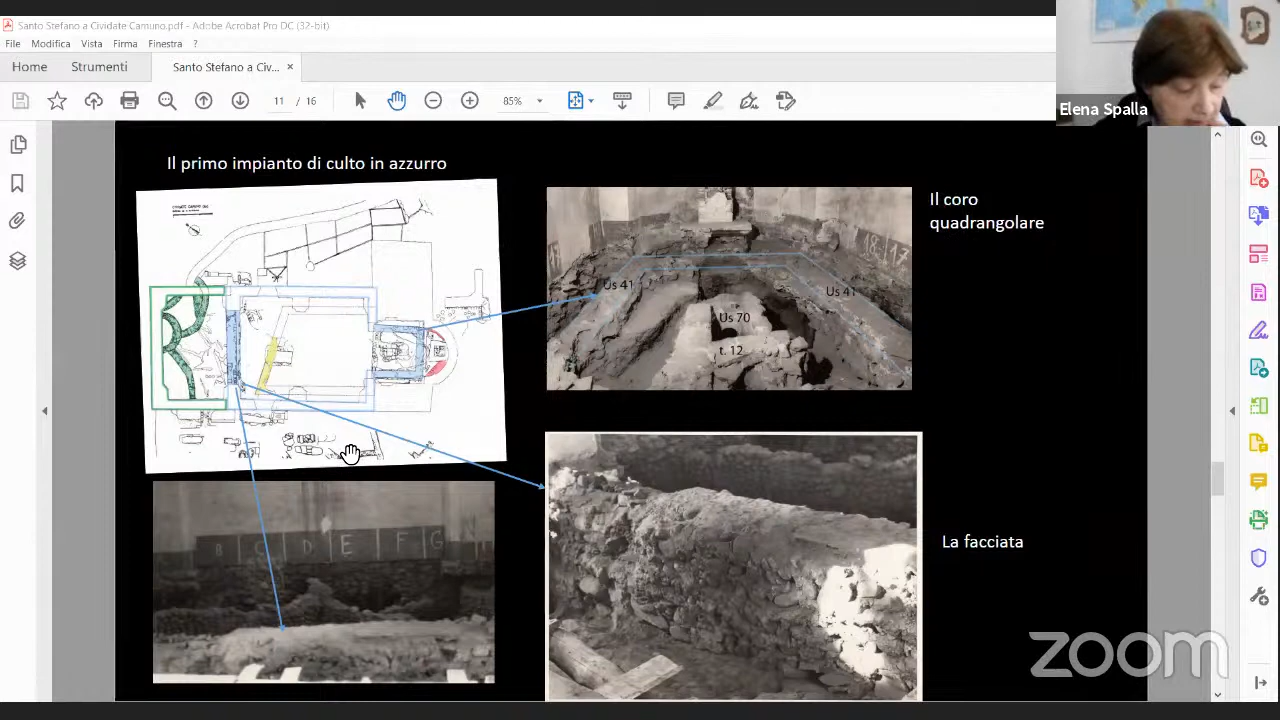 Santo Stefano a Cividate Camuno.pdf - Adobe Acrobat Pro DC (32-bit)
File Modifica Vista Firma Finestra ?
Home Strumenti Santo Stefano a Civ... ×
11 / 16 85%
Elena Spalla
Il primo impianto di culto in azzurro
Il coro
quadrangolare
18 17
Us 41 Us 41
Us 70
t. 12
C D E F G
La facciata
zoom